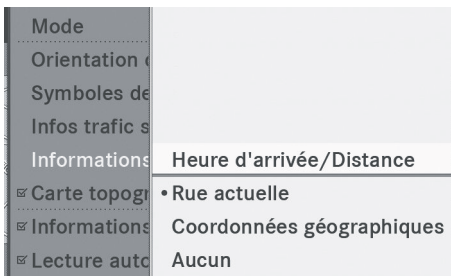 Mode
Orientation
Symboles de
Infos trafic s
Informations
Carte topogr
Informations
Lecture auto
Heure d'arrivée/Distance
Rue actuelle
Coordonnées géographiques
Aucun